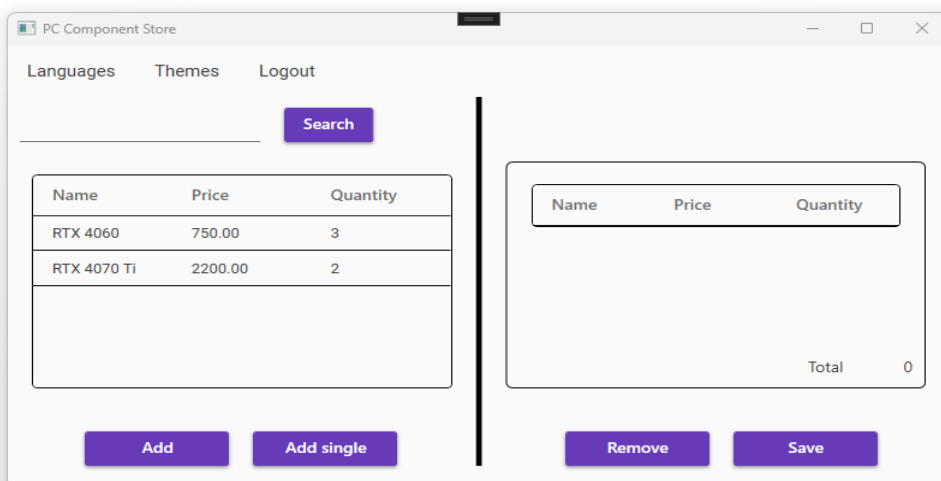 PC Component Store
Languages Themes Logout
Search
Name Price Quantity
RTX 4060 750.00 3
RTX 4070 Ti 2200.00 2
Add Add single
Name Price Quantity
Total 0
Remove Save